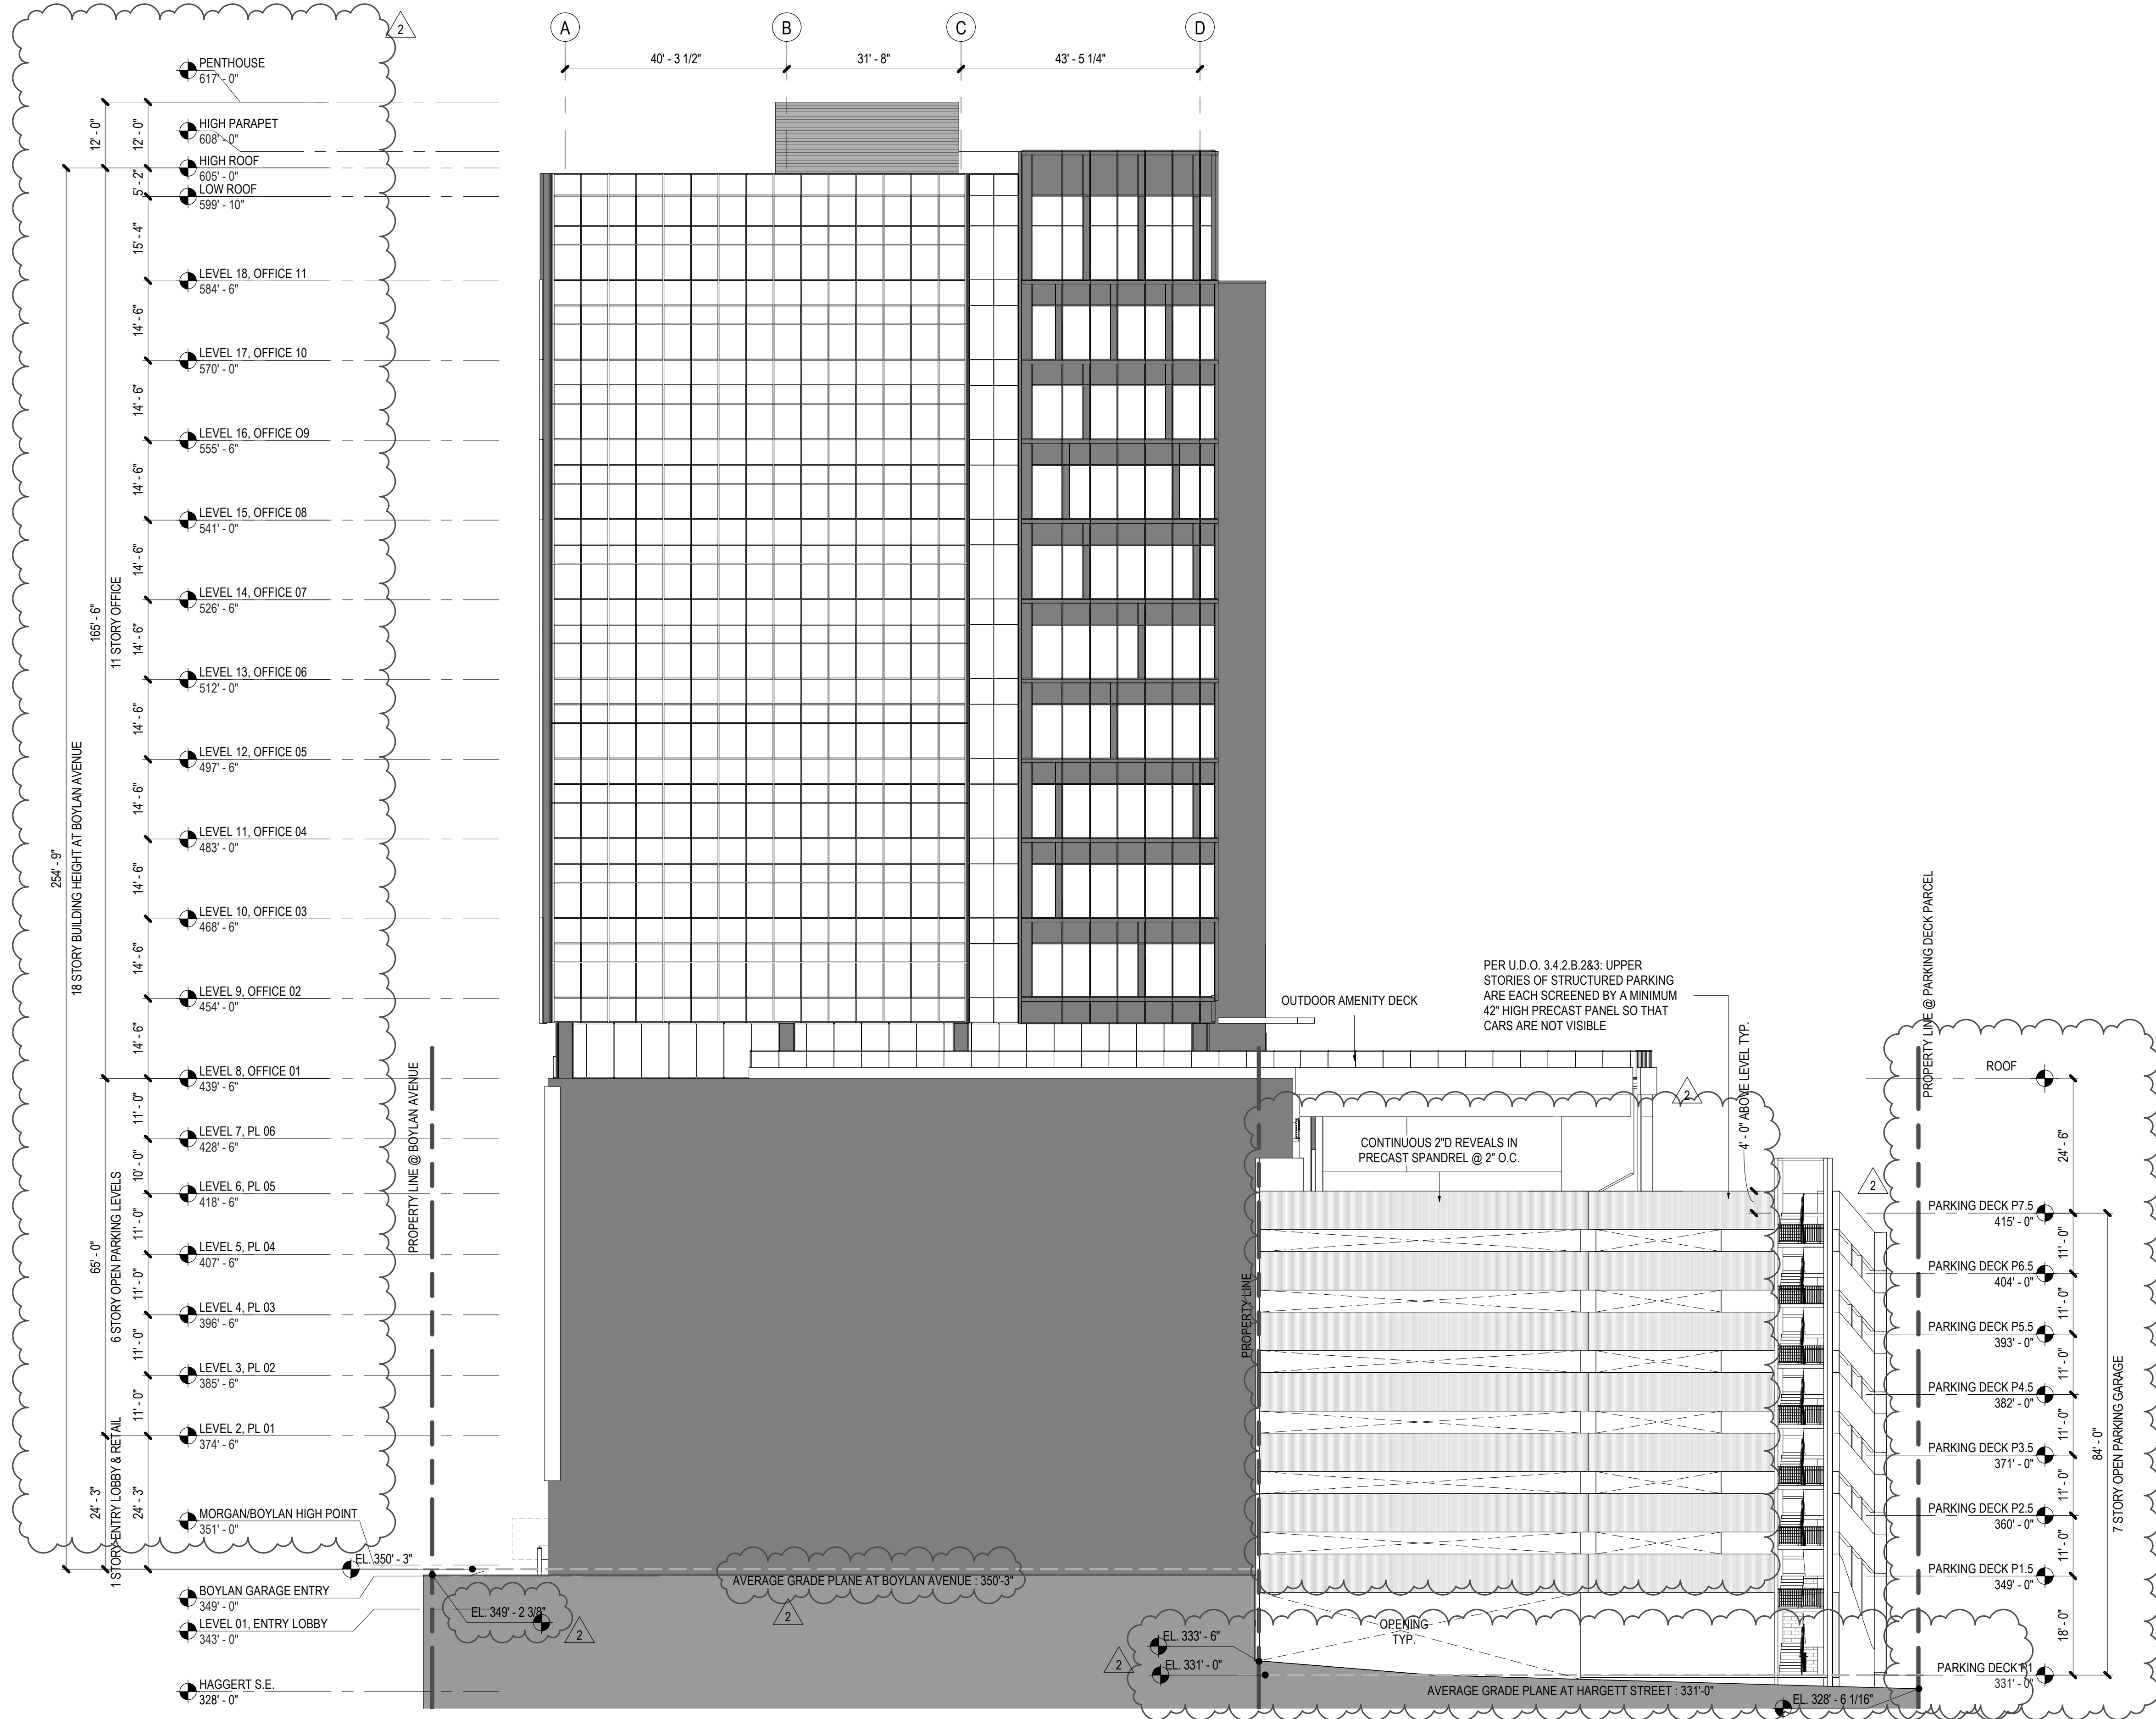 2
A
B
C
D
40' - 3 1/2"
31' - 8"
43' - 5 1/4"
PENTHOUSE
617' - 0"
HIGH PARAPET
608' - 0"
HIGH ROOF
605' - 0"
LOW ROOF
599' - 10"
LEVEL 18, OFFICE 11
584' - 6"
LEVEL 17, OFFICE 10
570' - 0"
LEVEL 16, OFFICE O9
555' - 6"
LEVEL 15, OFFICE 08
541' - 0"
LEVEL 14, OFFICE 07
526' - 6"
LEVEL 13, OFFICE 06
512' - 0"
LEVEL 12, OFFICE 05
497' - 6"
LEVEL 11, OFFICE 04
483' - 0"
LEVEL 10, OFFICE 03
468' - 6"
LEVEL 9, OFFICE 02
454' - 0"
LEVEL 8, OFFICE 01
439' - 6"
LEVEL 7, PL 06
428' - 6"
LEVEL 6, PL 05
418' - 6"
LEVEL 5, PL 04
407' - 6"
LEVEL 4, PL 03
396' - 6"
LEVEL 3, PL 02
385' - 6"
LEVEL 2, PL 01
374' - 6"
MORGAN/BOYLAN HIGH POINT
351' - 0"
BOYLAN GARAGE ENTRY
349' - 0"
LEVEL 01, ENTRY LOBBY
343' - 0"
HAGGERT S.E.
328' - 0"
12' - 0"
12' - 0"
5' - 2"
15' - 4"
14' - 6"
14' - 6"
14' - 6"
14' - 6"
14' - 6"
14' - 6"
14' - 6"
14' - 6"
14' - 6"
14' - 6"
11' - 0"
10' - 0"
11' - 0"
11' - 0"
11' - 0"
11' - 0"
24' - 3"
24' - 3"
165' - 6"
11 STORY OFFICE
254' - 9"
18 STORY BUILDING HEIGHT AT BOYLAN AVENUE
65' - 0"
6 STORY OPEN PARKING LEVELS
1 STORY ENTRY LOBBY & RETAIL
PROPERTY LINE @ BOYLAN AVENUE
EL. 350' - 3"
EL. 349' - 2 3/8"
2
AVERAGE GRADE PLANE AT BOYLAN AVENUE : 350'-3"
2
OUTDOOR AMENITY DECK
PER U.D.O. 3.4.2.B.2&3: UPPER
STORIES OF STRUCTURED PARKING
ARE EACH SCREENED BY A MINIMUM
42" HIGH PRECAST PANEL SO THAT
CARS ARE NOT VISIBLE
4' - 0" ABOVE LEVEL TYP.
2
CONTINUOUS 2"D REVEALS IN
PRECAST SPANDREL @ 2" O.C.
PROPERTY LINE
OPENING
TYP.
2
EL. 333' - 6"
EL. 331' - 0"
AVERAGE GRADE PLANE AT HARGETT STREET : 331'-0"
EL. 328' - 6 1/16"
PROPERTY LINE @ PARKING DECK PARCEL
2
ROOF
PARKING DECK P7.5
415' - 0"
PARKING DECK P6.5
404' - 0"
PARKING DECK P5.5
393' - 0"
PARKING DECK P4.5
382' - 0"
PARKING DECK P3.5
371' - 0"
PARKING DECK P2.5
360' - 0"
PARKING DECK P1.5
349' - 0"
PARKING DECK P1
331' - 0"
24' - 6"
11' - 0"
11' - 0"
11' - 0"
11' - 0"
11' - 0"
11' - 0"
18' - 0"
84' - 0"
7 STORY OPEN PARKING GARAGE